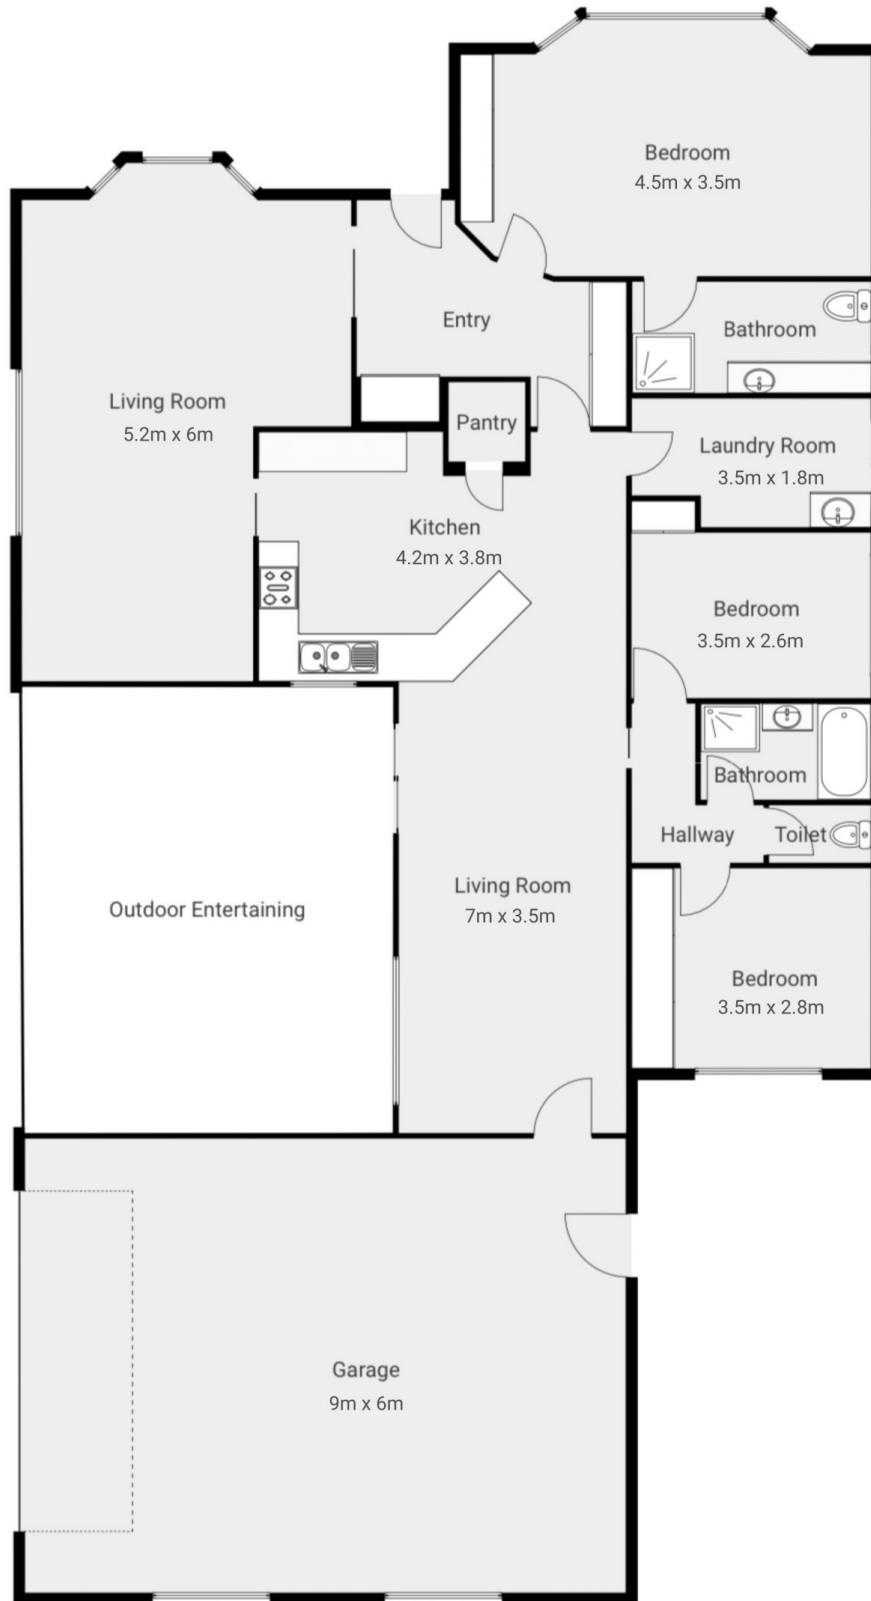 Bedroom
4.5m x 3.5m
Entry
Bathroom
Living Room
5.2m x 6m
Pantry
Laundry Room
3.5m x 1.8m
Kitchen
4.2m x 3.8m
Bedroom
3.5m x 2.6m
Bathroom
Hallway
Toilet
Living Room
7m x 3.5m
Outdoor Entertaining
Bedroom
3.5m x 2.8m
Garage
9m x 6m